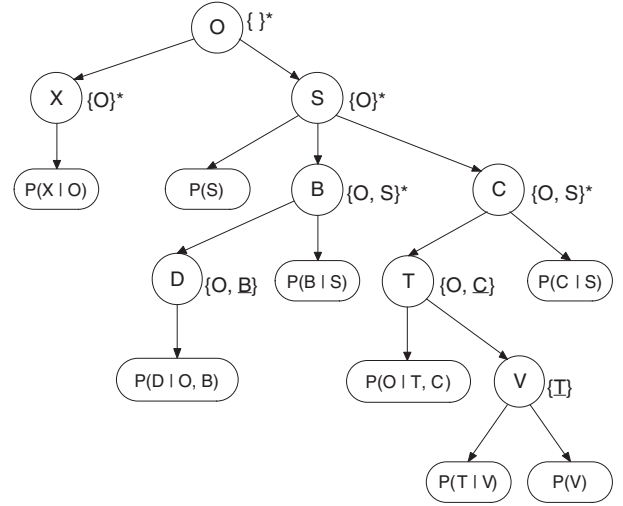 O { }*
X {O}* S {O}*
P(X | O) P(S) B {O, S}* C {O, S}*
D {O, B} P(B | S) T {O, C} P(C | S)
P(D | O, B) P(O | T, C) V {T}
P(T | V) P(V)